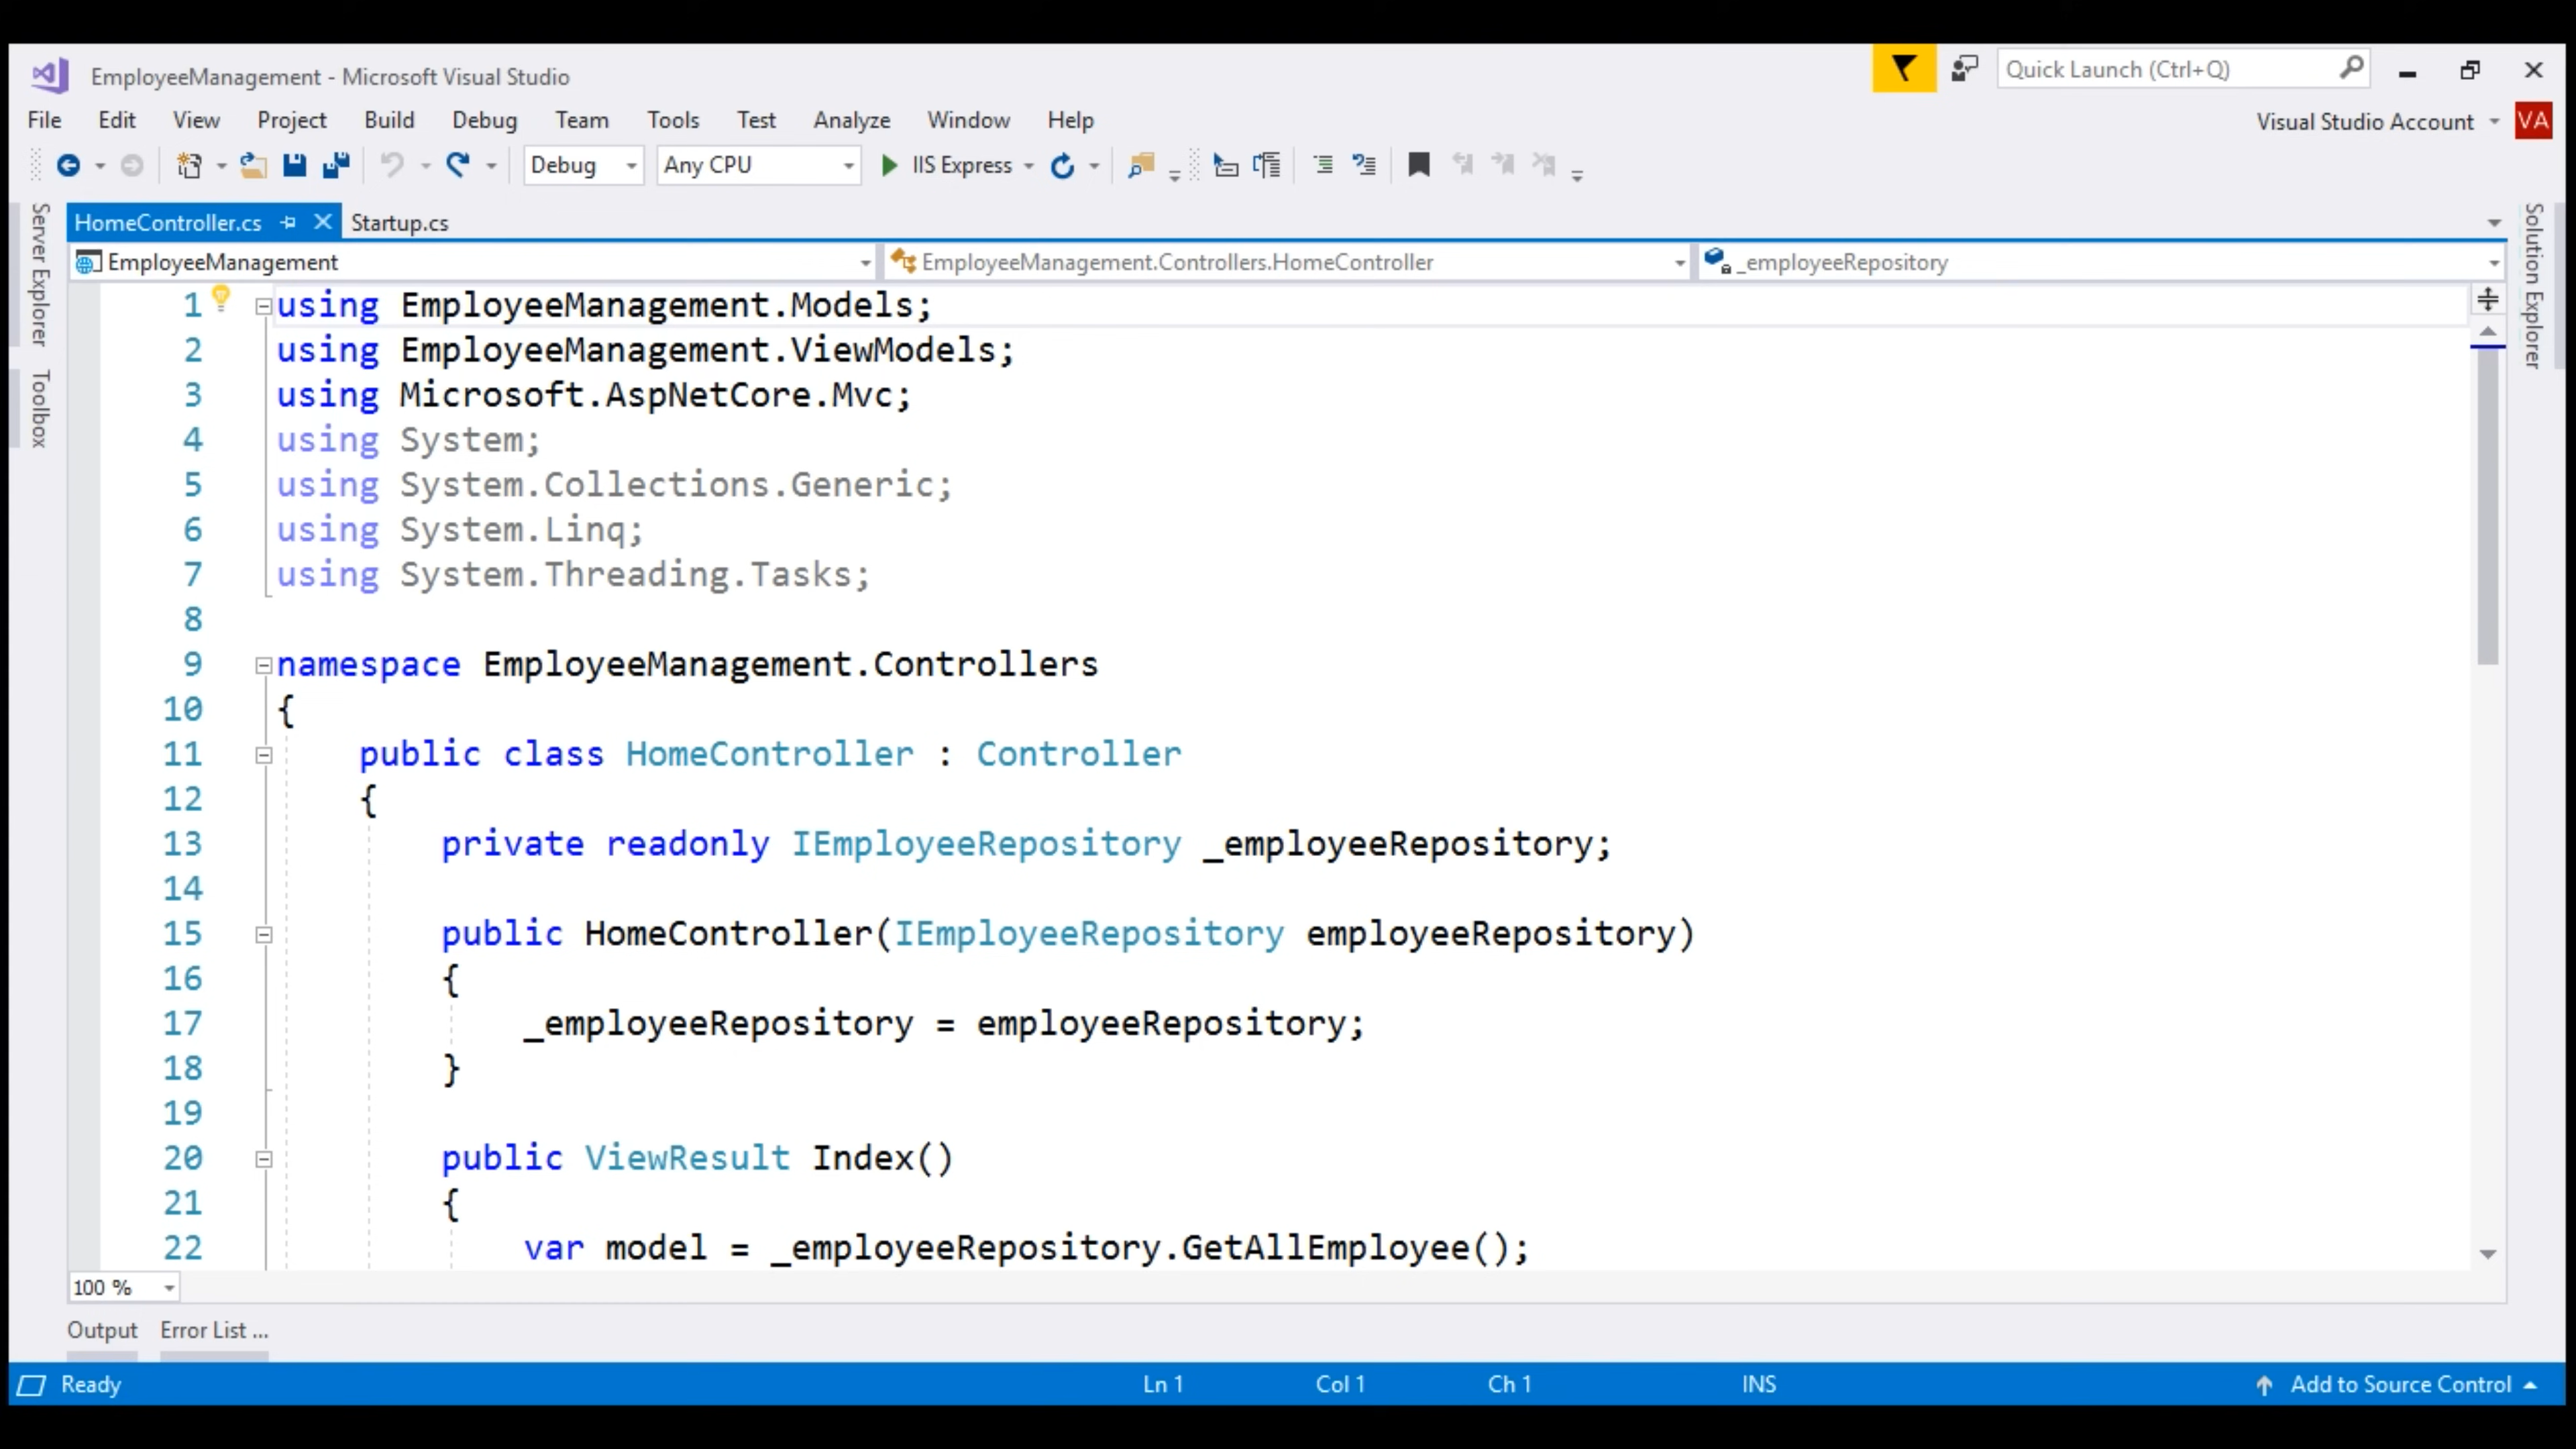 EmployeeManagement - Microsoft Visual Studio
Quick Launch (Ctrl+Q)
File Edit View Project Build Debug Team Tools Test Analyze Window Help
Visual Studio Account VA
Debug Any CPU IIS Express
Server Explorer
Toolbox
Solution Explorer
HomeController.cs Startup.cs
EmployeeManagement EmployeeManagement.Controllers.HomeController _employeeRepository
1 using EmployeeManagement.Models;
2 using EmployeeManagement.ViewModels;
3 using Microsoft.AspNetCore.Mvc;
4 using System;
5 using System.Collections.Generic;
6 using System.Linq;
7 using System.Threading.Tasks;
8
9 namespace EmployeeManagement.Controllers
10 {
11 public class HomeController : Controller
12 {
13 private readonly IEmployeeRepository _employeeRepository;
14
15 public HomeController(IEmployeeRepository employeeRepository)
16 {
17 _employeeRepository = employeeRepository;
18 }
19
20 public ViewResult Index()
21 {
22 var model = _employeeRepository.GetAllEmployee();
100 %
Output Error List ...
Ready Ln 1 Col 1 Ch 1 INS Add to Source Control